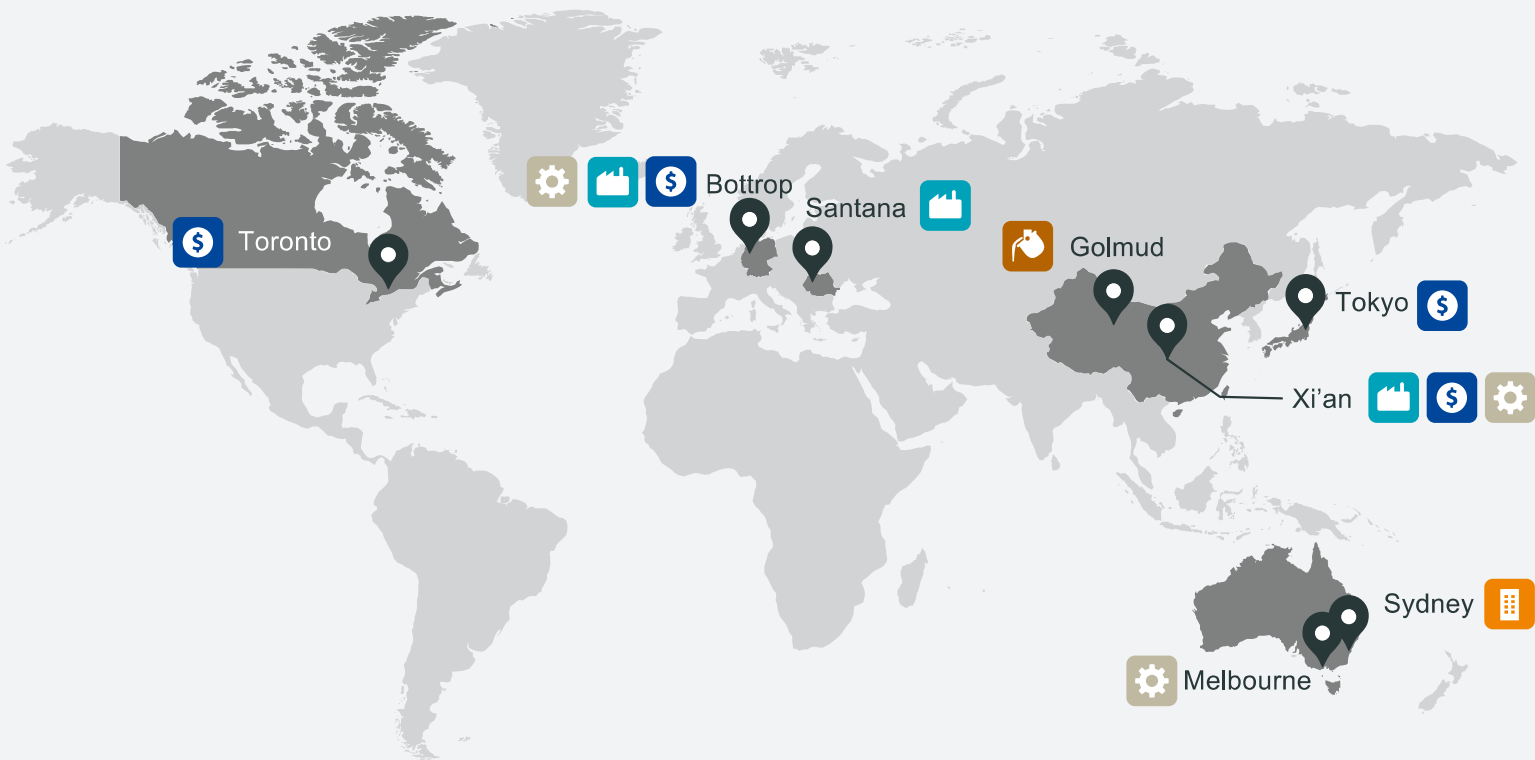 Bottrop
Santana
Toronto
Golmud
Tokyo
Xi’an
Sydney
Melbourne